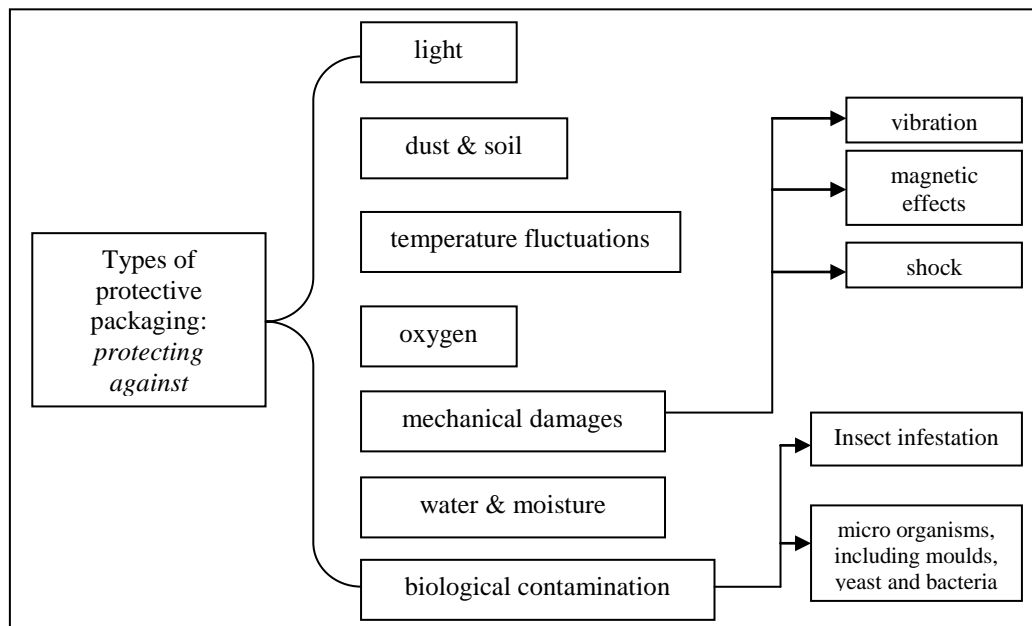 Types of
protective
packaging:
protecting
against
light
dust & soil
temperature fluctuations
oxygen
mechanical damages
water & moisture
biological contamination
vibration
magnetic
effects
shock
Insect infestation
micro organisms,
including moulds,
yeast and bacteria